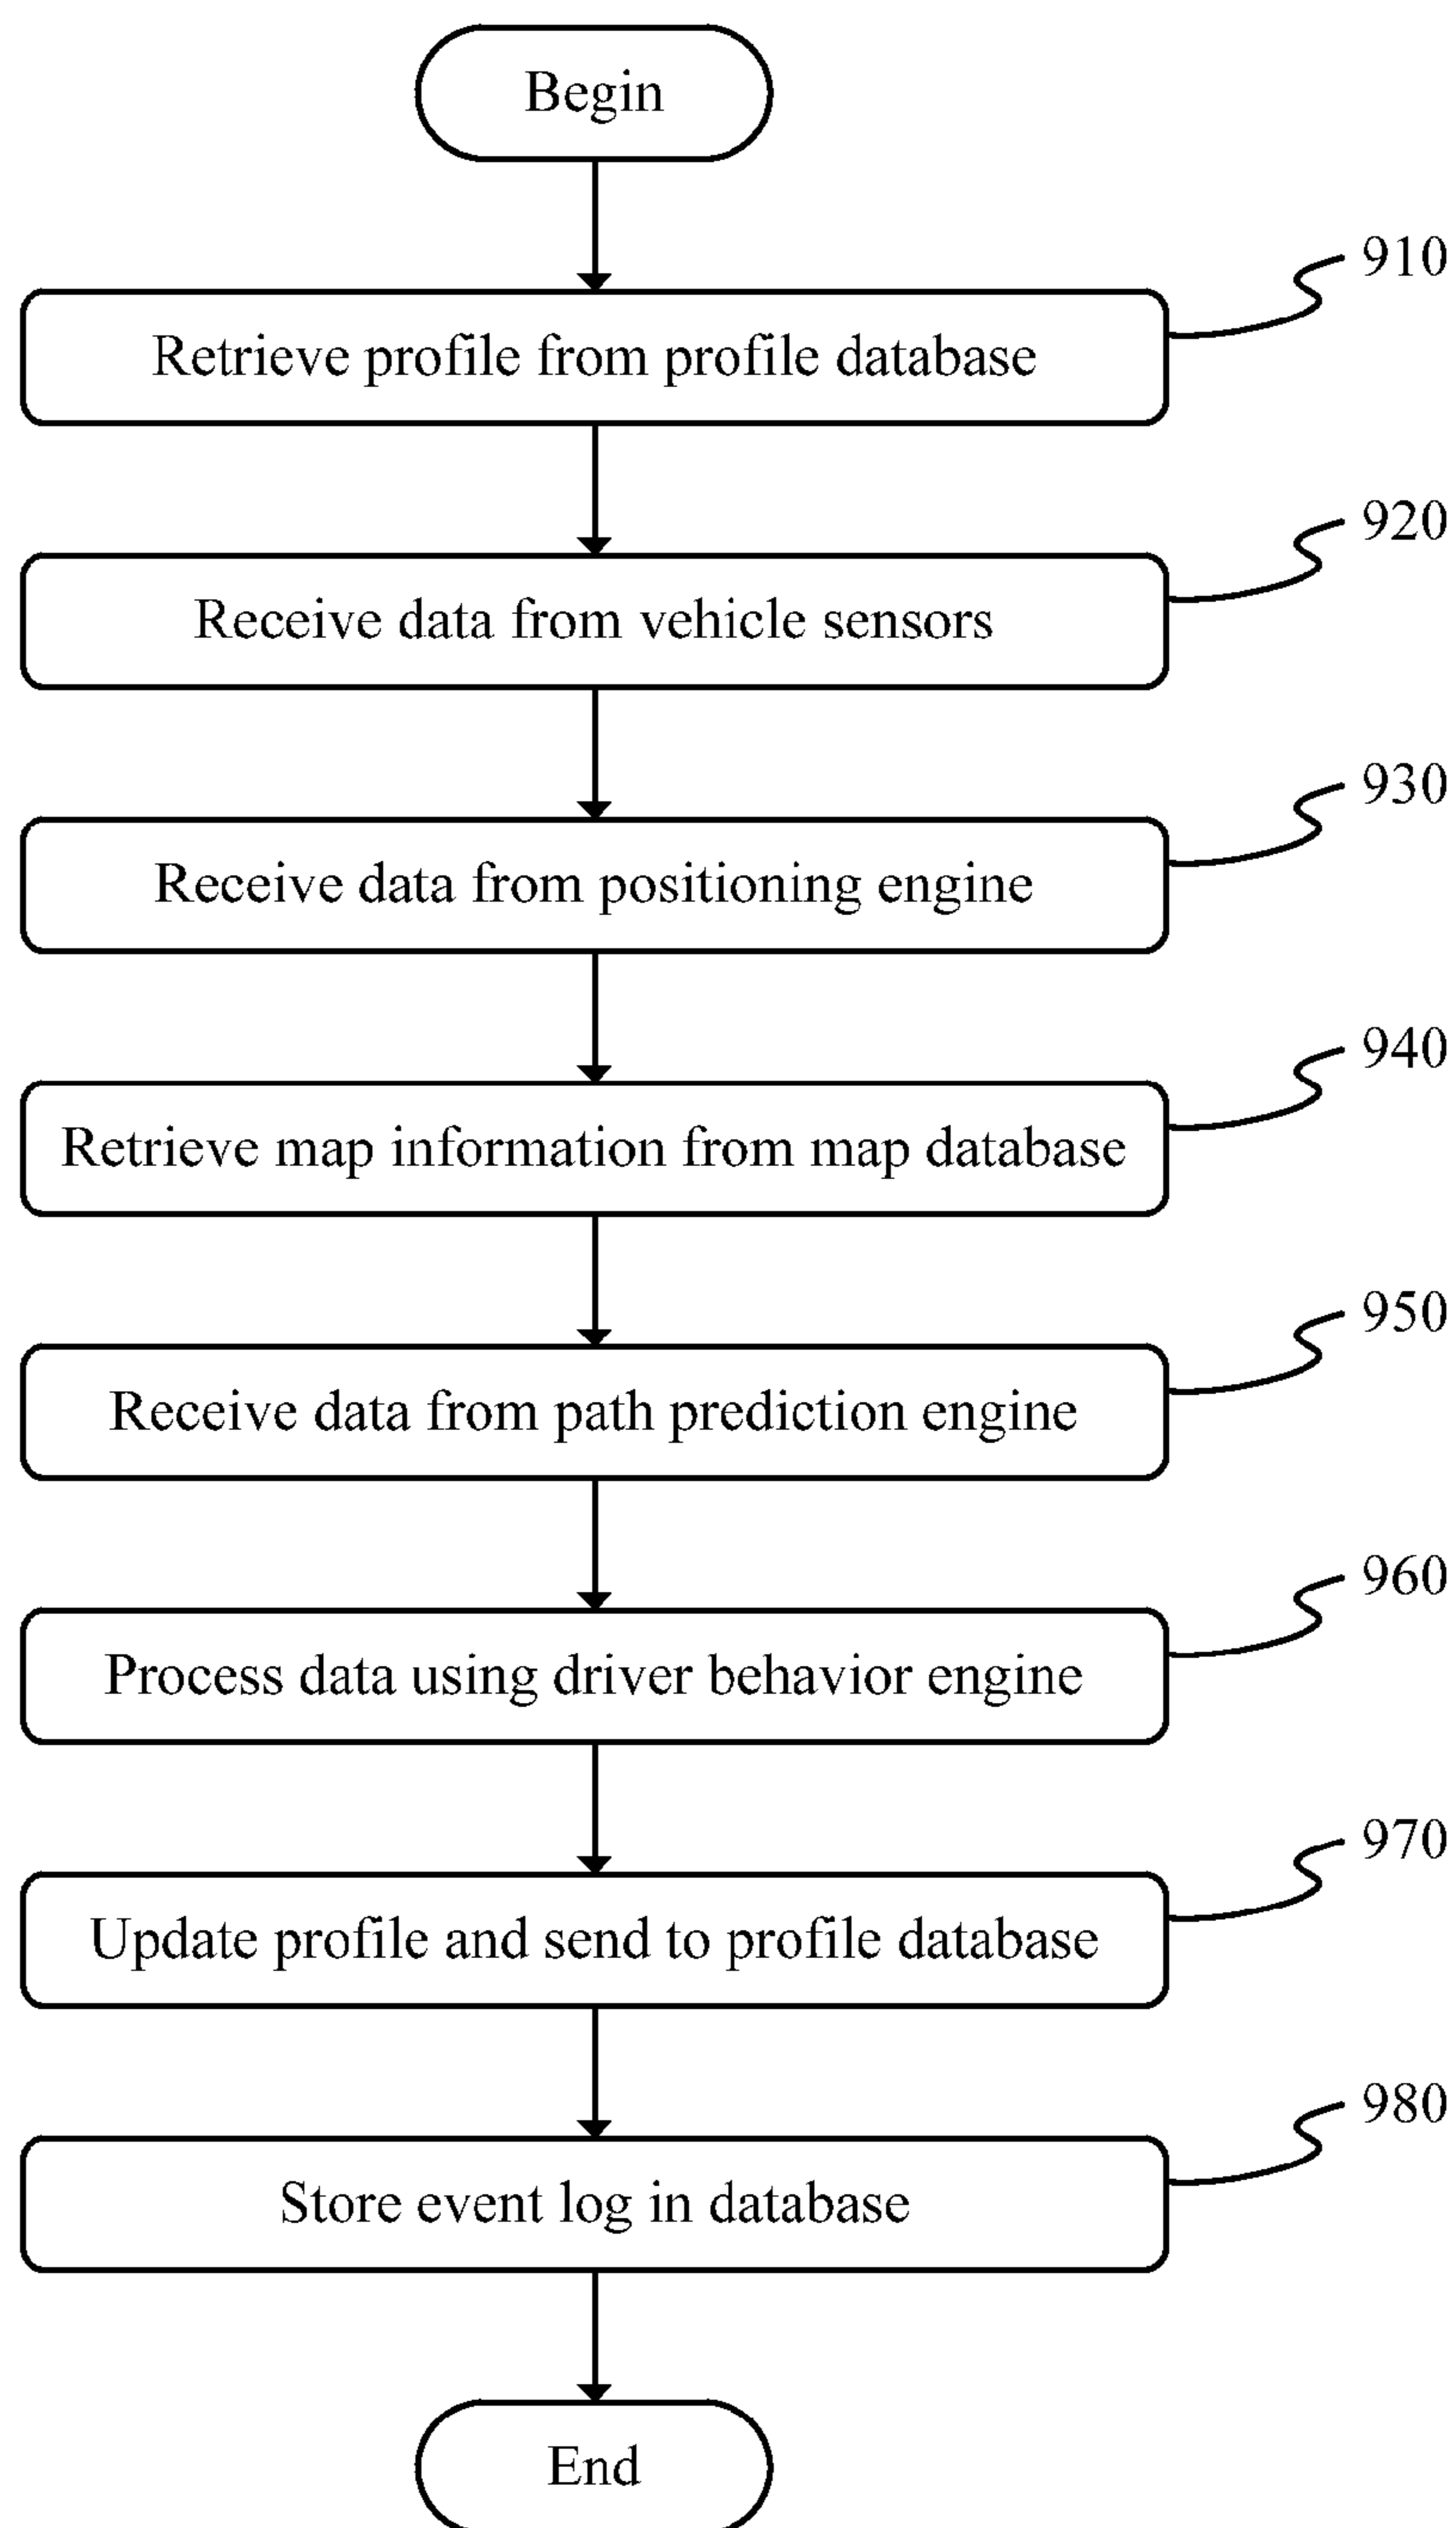 Begin
910
Retrieve profile from profile database
920
Receive data from vehicle sensors
930
Receive data from positioning engine
940
Retrieve map information from map database
950
Receive data from path prediction engine
960
Process data using driver behavior engine
970
Update profile and send to profile database
980
Store event log in database
End